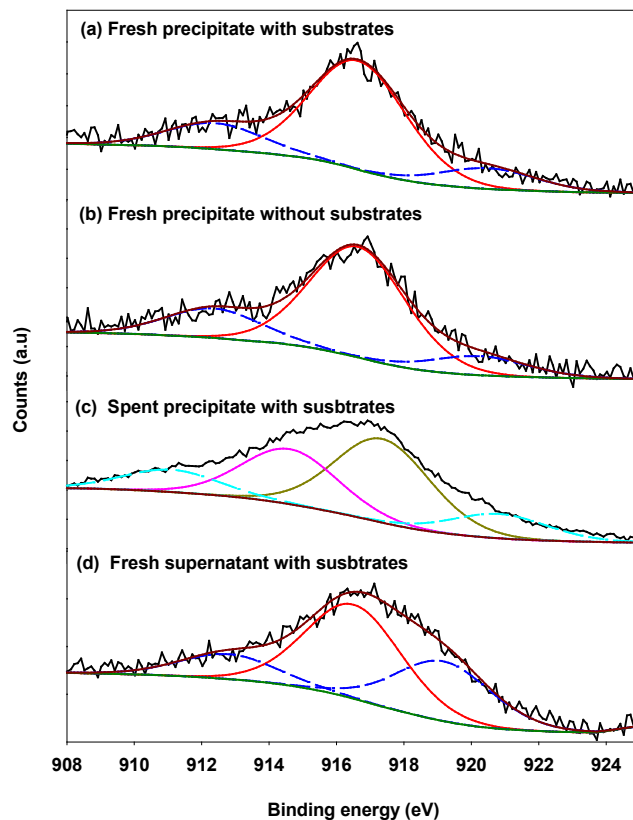 (a) Fresh precipitate with substrates
(b) Fresh precipitate without substrates
Counts (a.u)
(c) Spent precipitate with susbtrates
(d) Fresh supernatant with susbtrates
908 910 912 914 916 918 920 922 924
Binding energy (eV)